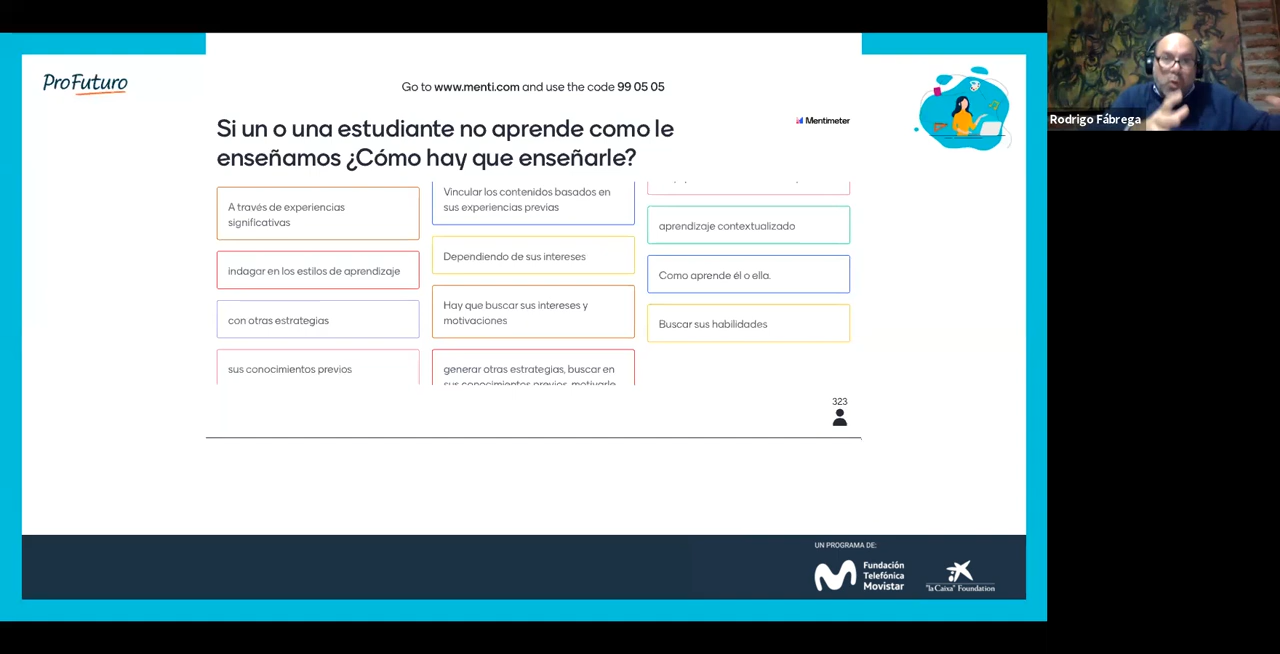 ProFuturo
Go to www.menti.com and use the code 99 05 05
Mentimeter
Si un o una estudiante no aprende como le
enseñamos ¿Cómo hay que enseñarle?
A través de experiencias
significativas
indagar en los estilos de aprendizaje
con otras estrategias
sus conocimientos previos
Vincular los contenidos basados en
sus experiencias previas
Dependiendo de sus intereses
Hay que buscar sus intereses y
motivaciones
generar otras estrategias, buscar en
sus conocimientos previos, motivarle
aprendizaje contextualizado
Como aprende él o ella.
Buscar sus habilidades
323
UN PROGRAMA DE:
Fundación
Telefónica
Movistar
"la Caixa" Foundation
Rodrigo Fábrega